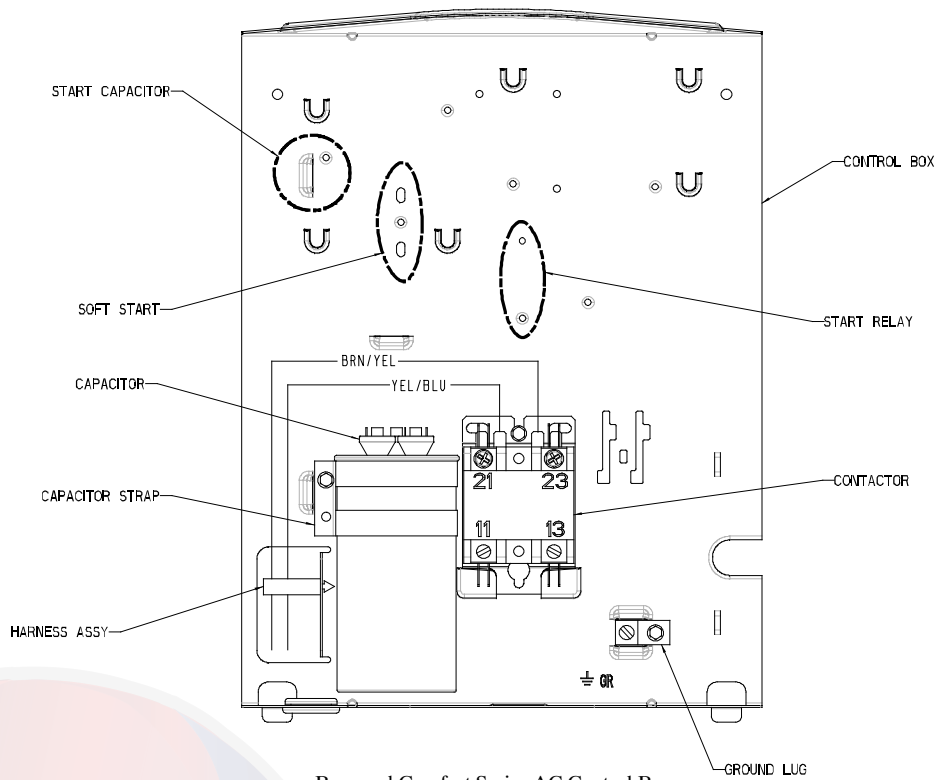 START CAPACITOR
CONTROL BOX
SOFT START
START RELAY
BRN/YEL
CAPACITOR
YEL/BLU
21 23
CAPACITOR STRAP
CONTACTOR
11 13
HARNESS ASSY
GR
GROUND LUG